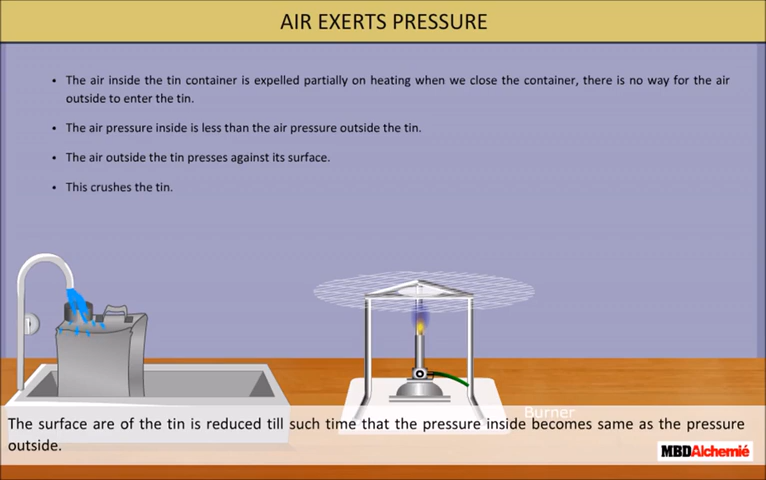 AIR EXERTS PRESSURE
• The air inside the tin container is expelled partially on heating when we close the container, there is no way for the air
outside to enter the tin.
• The air pressure inside is less than the air pressure outside the tin.
• The air outside the tin presses against its surface.
• This crushes the tin.
Burner
The surface are of the tin is reduced till such time that the pressure inside becomes same as the pressure
outside.
MBDAlchemié